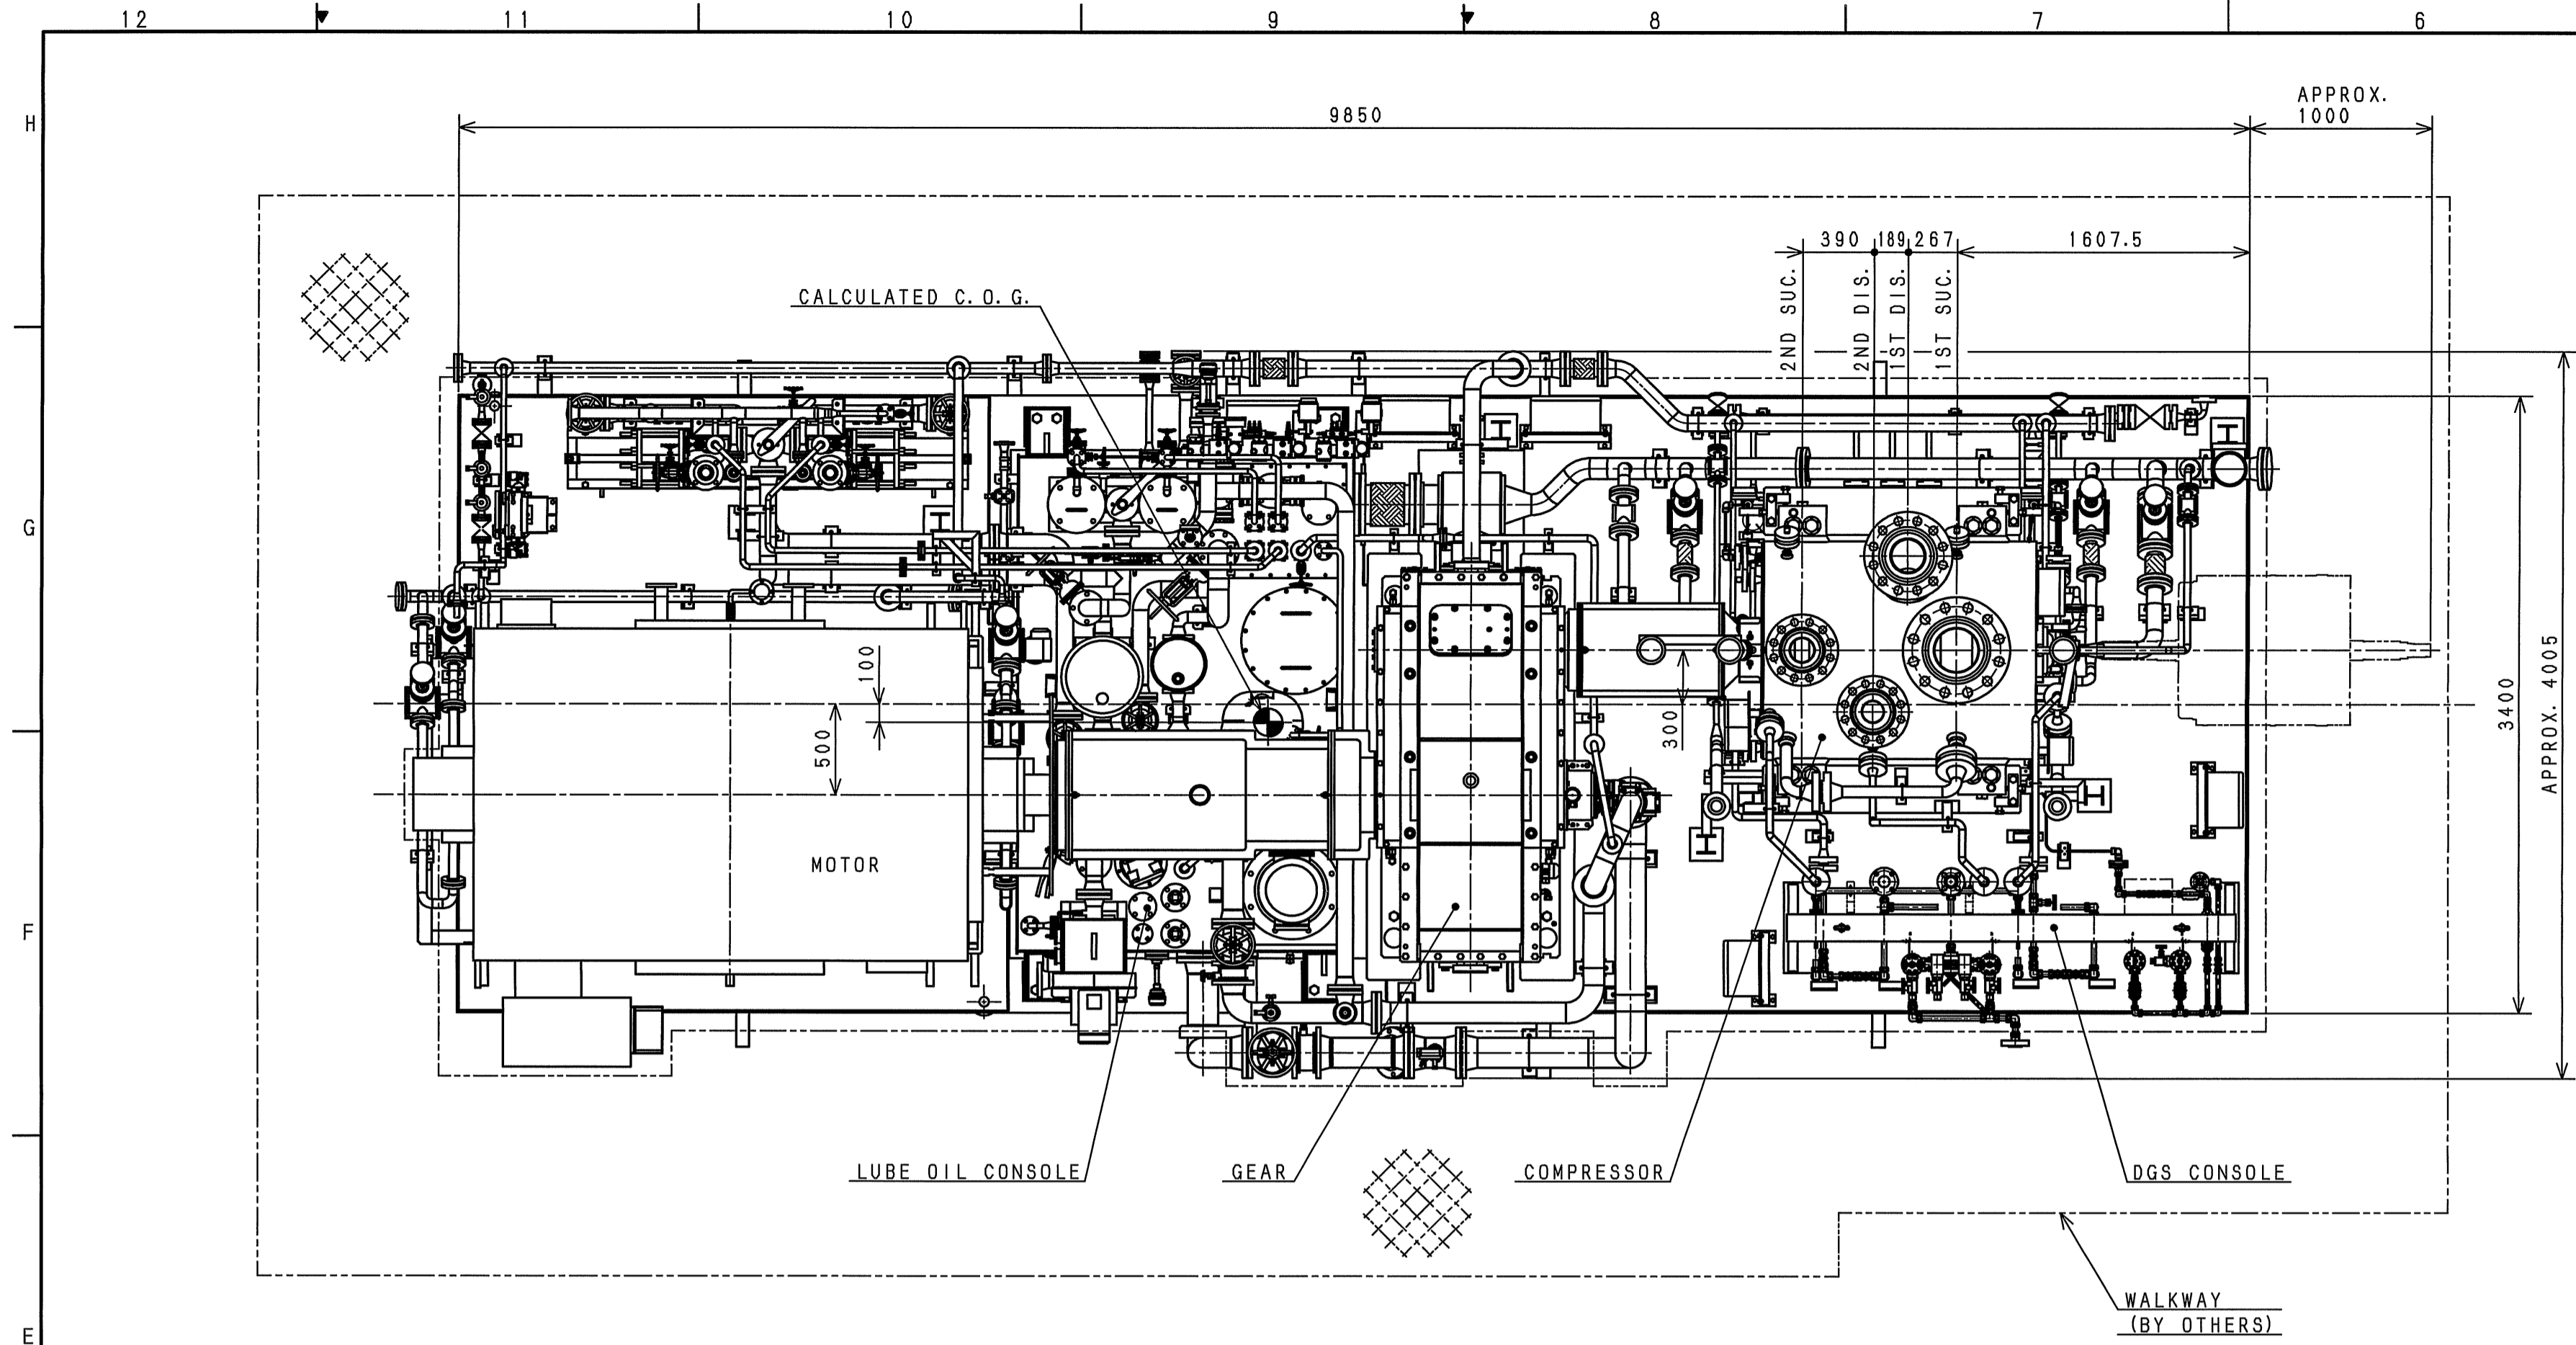 12 11 10 9 8 7 6
H
APPROX.
9850 1000
390 189 267 1607.5
2ND SUC.
2ND DIS.
1ST DIS.
1ST SUC.
CALCULATED C.O.G.
G
100
500
300
3400
APPROX. 4005
MOTOR
F
LUBE OIL CONSOLE GEAR COMPRESSOR DGS CONSOLE
WALKWAY
(BY OTHERS)
E